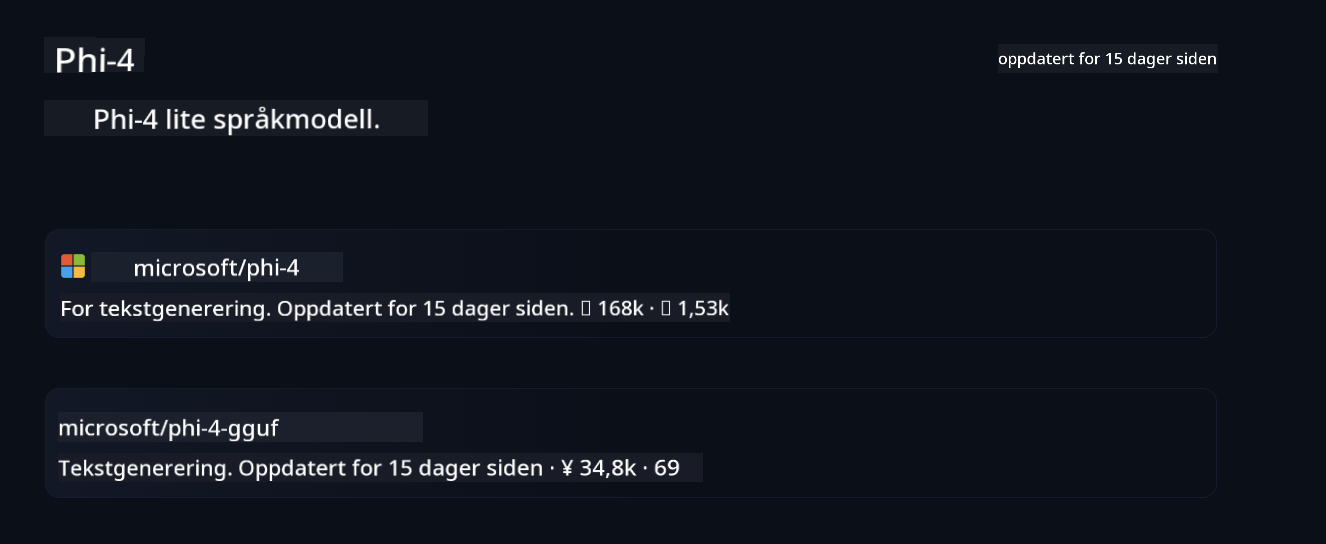 Phi-4
oppdatert for 15 dager siden
Phi-4 lite språkmodell.
microsoft/phi-4
For tekstgenerering. Oppdatert for 15 dager siden. ▯ 168k · ▯ 1,53k
microsoft/phi-4-gguf
Tekstgenerering. Oppdatert for 15 dager siden · ¥ 34,8k · 69